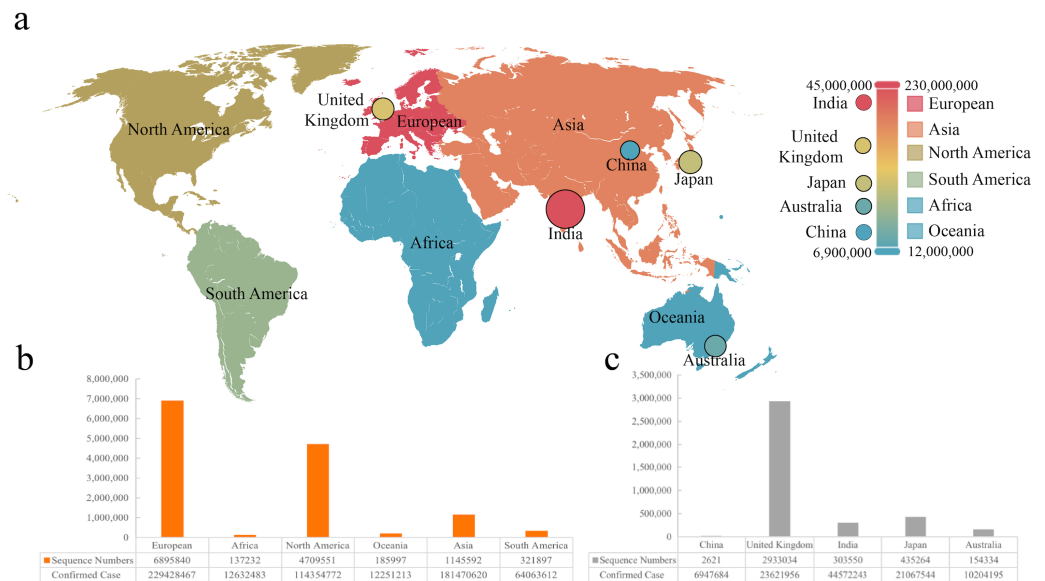 a
North America
United
Kingdom
European
Asia
China
Japan
India
Africa
South America
Oceania
Australia
45,000,000
230,000,000
India
United
Kingdom
Japan
Australia
China
European
Asia
North America
South America
Africa
Oceania
6,900,000
12,000,000
b
8,000,000
7,000,000
6,000,000
5,000,000
4,000,000
3,000,000
2,000,000
1,000,000
0
European Africa North America Oceania Asia South America
Sequence Numbers 6895840 137232 4709551 185997 1145592 321897
Confirmed Case 229428467 12632483 114354772 12251213 181470620 64063612
c
3,500,000
3,000,000
2,500,000
2,000,000
1,500,000
1,000,000
500,000
0
China United Kingdom India Japan Australia
Sequence Numbers 2621 2933034 303550 435264 154334
Confirmed Case 6947684 23621956 44572243 21067544 10204195